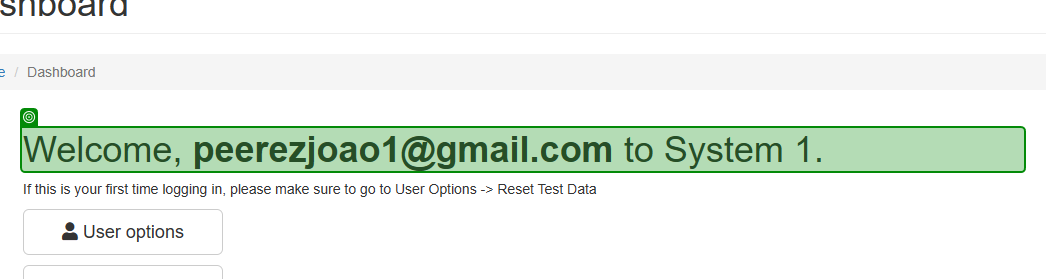 shboard
e / Dashboard
Welcome, peerezjoao1@gmail.com to System 1.
If this is your first time logging in, please make sure to go to User Options -> Reset Test Data
User options